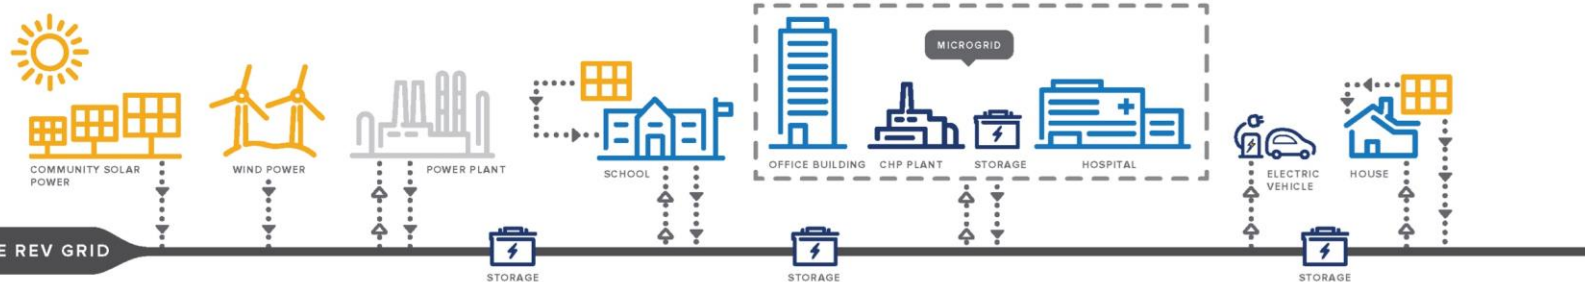 MICROGRID
COMMUNITY SOLAR
POWER
WIND POWER
POWER PLANT
SCHOOL
OFFICE BUILDING
CHP PLANT
STORAGE
HOSPITAL
ELECTRIC
VEHICLE
HOUSE
E REV GRID
STORAGE
STORAGE
STORAGE